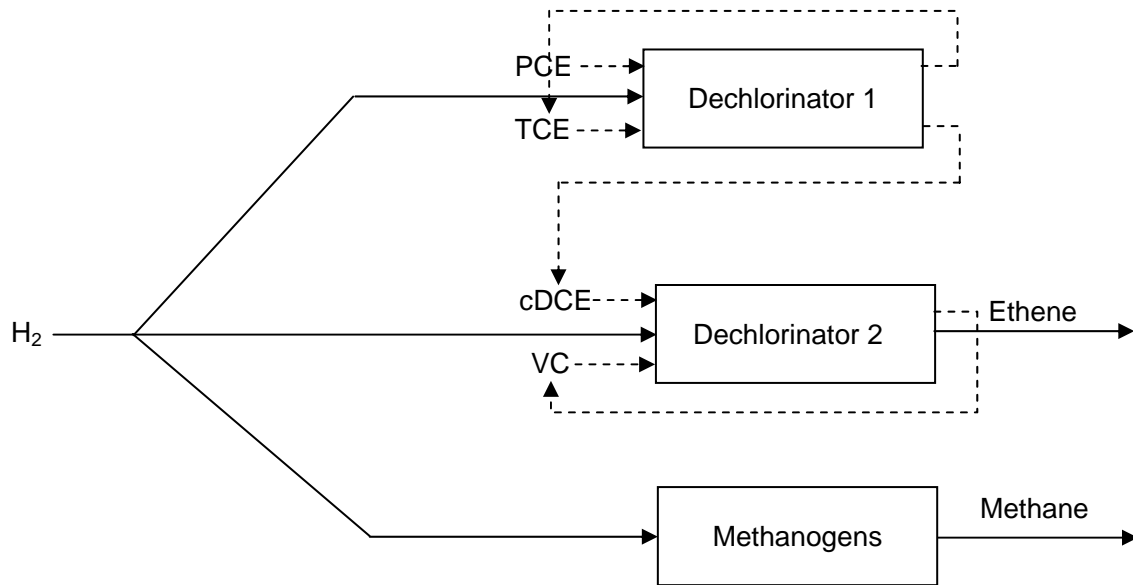 PCE
Dechlorinator 1
TCE
cDCE
Ethene
H₂
Dechlorinator 2
VC
Methane
Methanogens